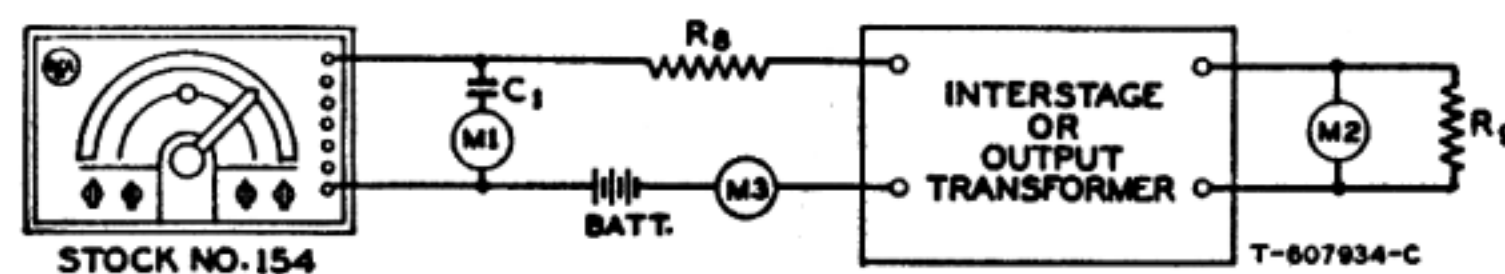 R8
C1
M1
M3
BATT.
INTERSTAGE
OR
OUTPUT
TRANSFORMER
M2
STOCK NO. 154
T-607934-C